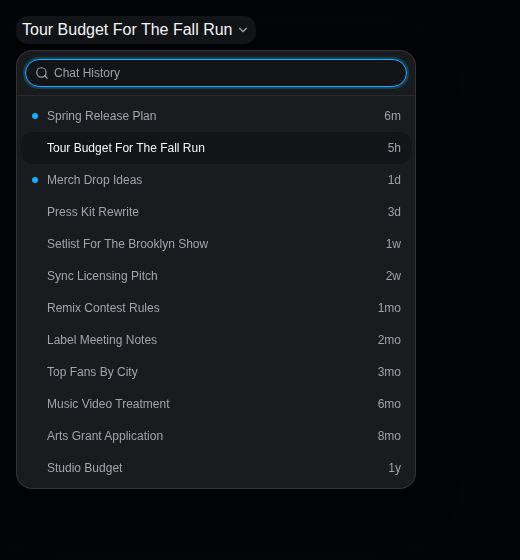 Tour Budget For The Fall Run
Chat History
Spring Release Plan 6m
Tour Budget For The Fall Run 5h
Merch Drop Ideas 1d
Press Kit Rewrite 3d
Setlist For The Brooklyn Show 1w
Sync Licensing Pitch 2w
Remix Contest Rules 1mo
Label Meeting Notes 2mo
Top Fans By City 3mo
Music Video Treatment 6mo
Arts Grant Application 8mo
Studio Budget 1y